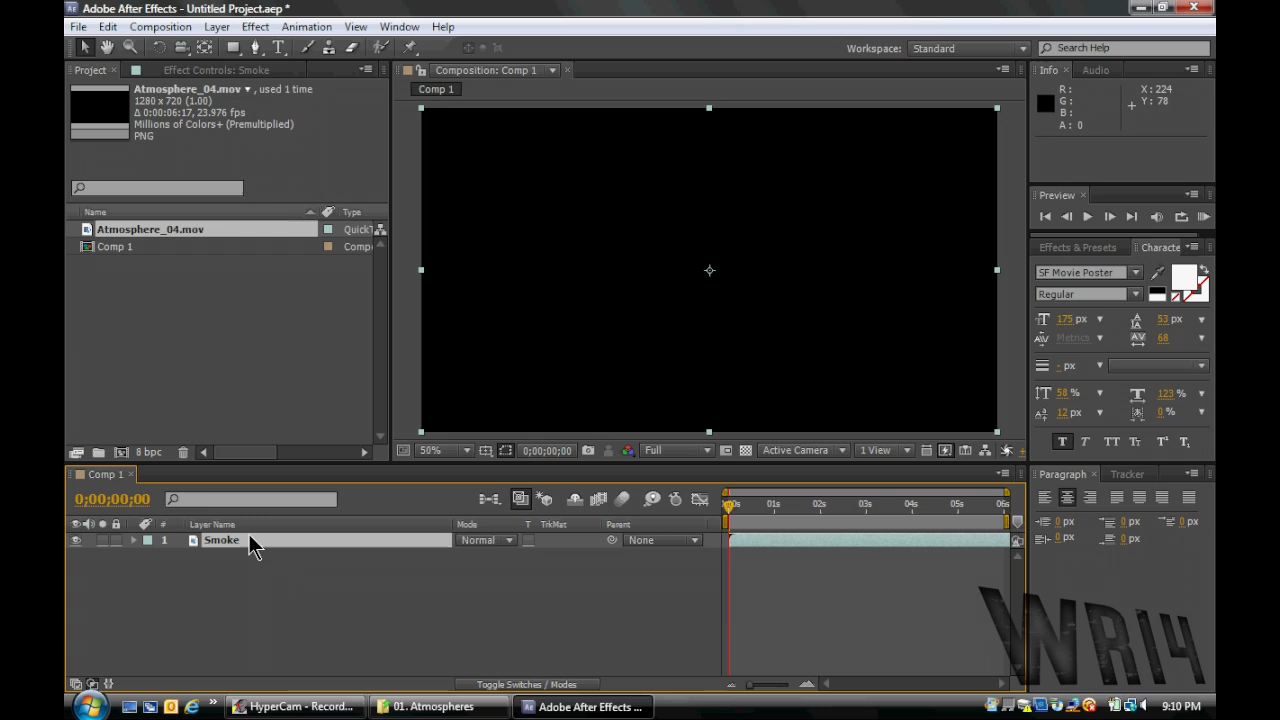 Adobe After Effects - Untitled Project.aep *
File Edit Composition Layer Effect Animation View Window Help
Workspace: Standard Search Help
Project Effect Controls: Smoke
Composition: Comp 1
Info Audio
Atmosphere_04.mov , used 1 time
1280 x 720 (1.00)
Δ 0:00:06:17, 23.976 fps
Millions of Colors+ (Premultiplied)
PNG
Comp 1
R :
G :
B :
A : 0
X : 224
Y : 78
Preview
Name Type
Atmosphere_04.mov
Comp 1
Effects & Presets Characte
SF Movie Poster
Regular
175 px 53 px
Metrics 68
- px
58 % 123 %
12 px 0 %
T T TT Tr T¹ T₁
8 bpc
50% 0;00;00;00 Full Active Camera 1 View
Comp 1
Paragraph Tracker
0;00;00;00
01s 02s 03s 04s 05s 06s
# Layer Name Mode T TrkMat Parent
1 Smoke Normal None
0 px 0 px 0 px
0 px 0 px
WR14
Toggle Switches / Modes
HyperCam - Record... 01. Atmospheres Adobe After Effects ... 9:10 PM